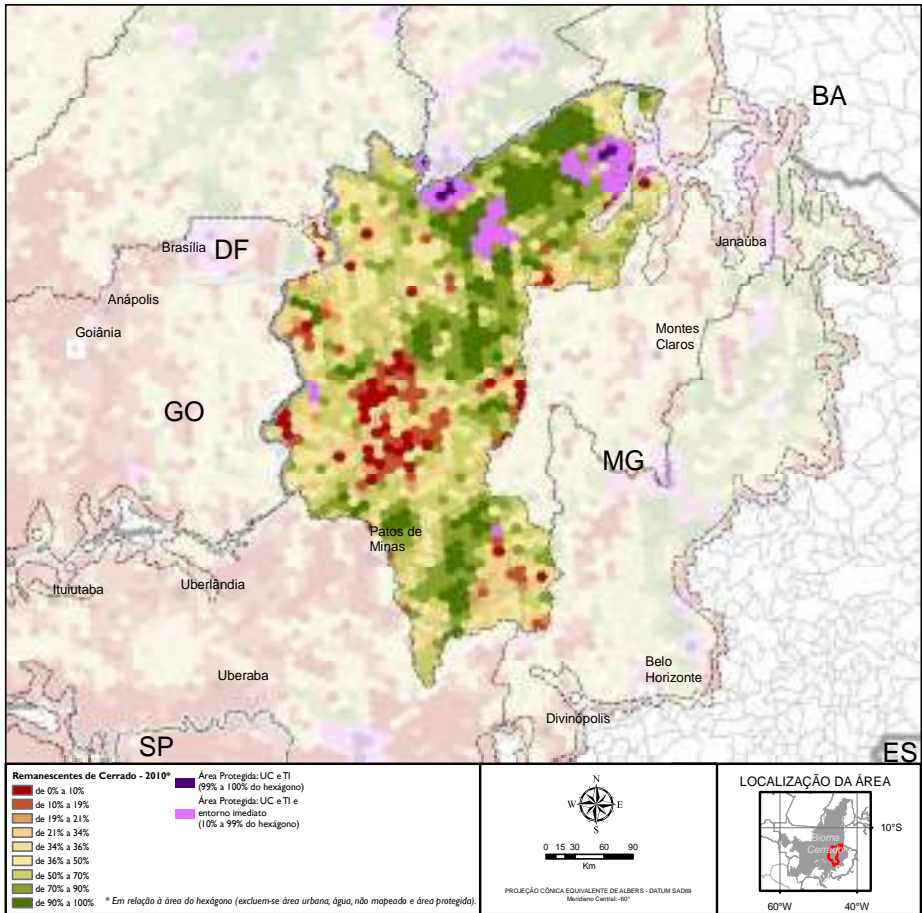 BA
Brasília
DF
Janaúba
Anápolis
Goiânia
Montes
Claros
GO
MG
Patos de
Minas
Ituiutaba
Uberlândia
Uberaba
Belo
Horizonte
Divinópolis
SP
ES
Remanescentes de Cerrado - 2010*
de 0% a 10%
de 10% a 19%
de 19% a 21%
de 21% a 34%
de 34% a 36%
de 36% a 50%
de 50% a 70%
de 70% a 90%
de 90% a 100%
Área Protegida: UC e TI
(99% a 100% do hexágono)
Área Protegida: UC e TI e
entorno imediato
(10% a 99% do hexágono)
* Em relação à área do hexágono (excluem-se área urbana, água, não mapeado e área protegida).
N
W E
S
0 15 30 60 90
Km
PROJEÇÃO CÔNICA EQUIVALENTE DE ALBERS - DATUM SAD69
Meridiano Central: -60°
LOCALIZAÇÃO DA ÁREA
Bioma
Cerrado
10°S
60°W 40°W